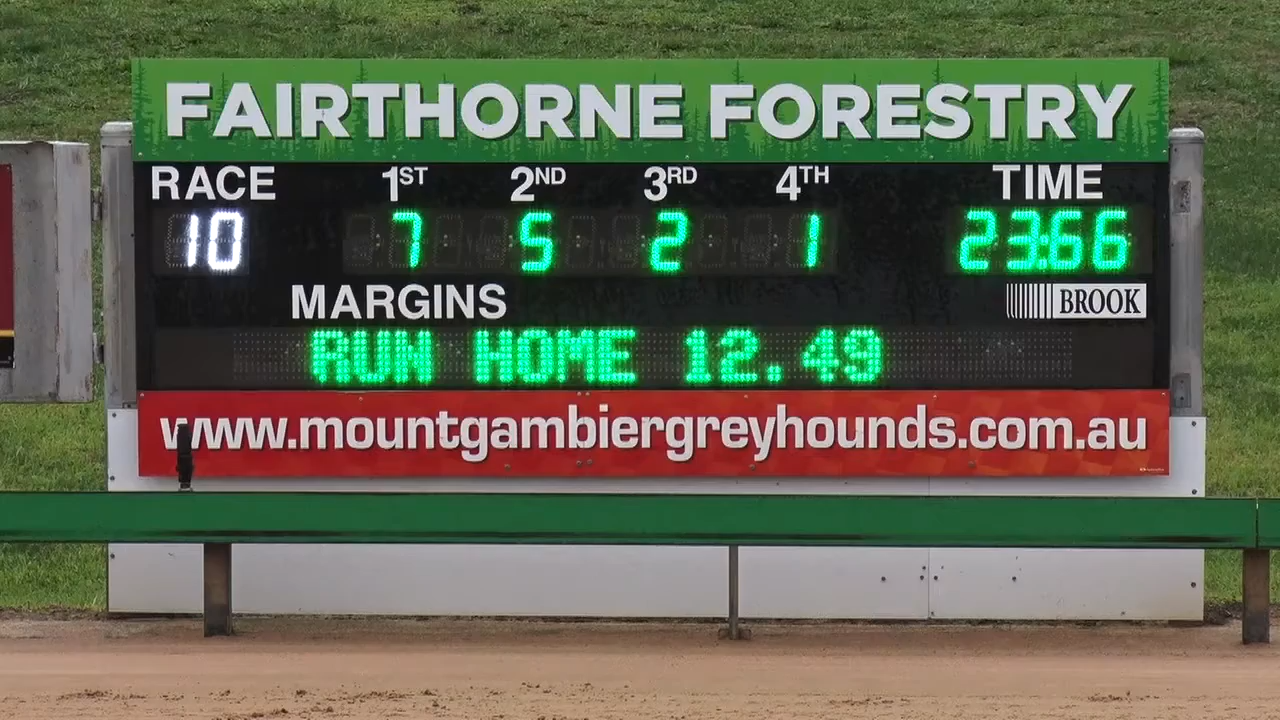 FAIRTHORNE FORESTRY
RACE 1ST 2ND 3RD 4TH TIME
10 7 5 2 1 23:66
MARGINS
BROOK
RUN HOME 12.49
www.mountgambiergreyhounds.com.au